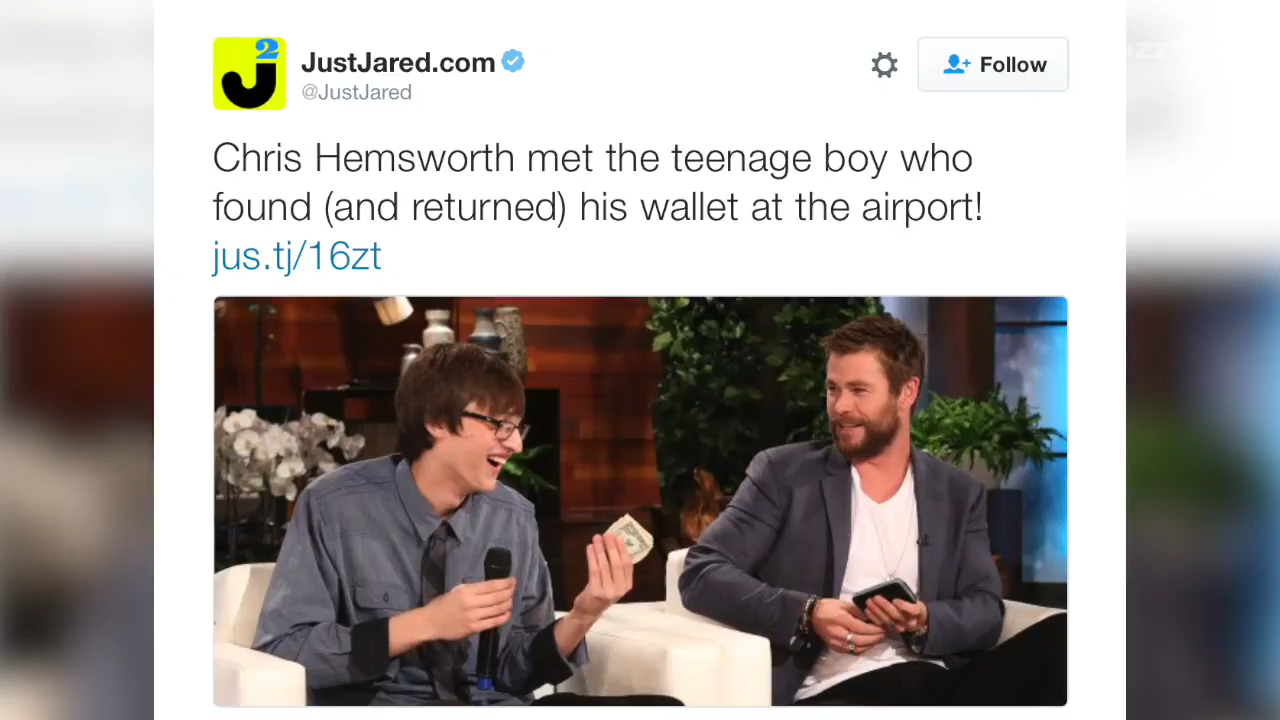 J2
JustJared.com
@JustJared
Follow
Chris Hemsworth met the teenage boy who
found (and returned) his wallet at the airport!
jus.tj/16zt